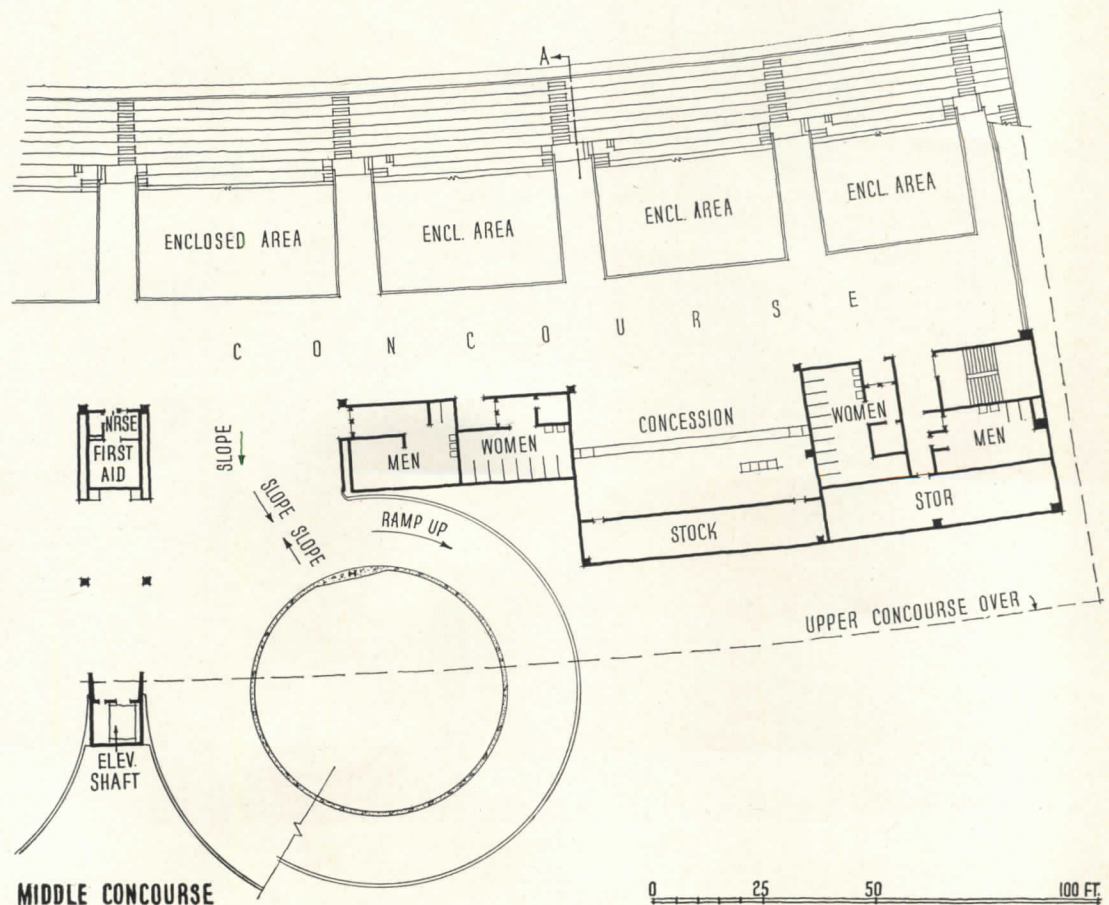 A
ENCLOSED AREA
ENCL. AREA
ENCL. AREA
ENCL. AREA
CONCOURSE
NRSE
FIRST
AID
SLOPE
SLOPE
SLOPE
RAMP UP
MEN
WOMEN
CONCESSION
STOCK
WOMEN
MEN
STOR
UPPER CONCOURSE OVER
ELEV.
SHAFT
MIDDLE CONCOURSE
0 25 50 100 FT.